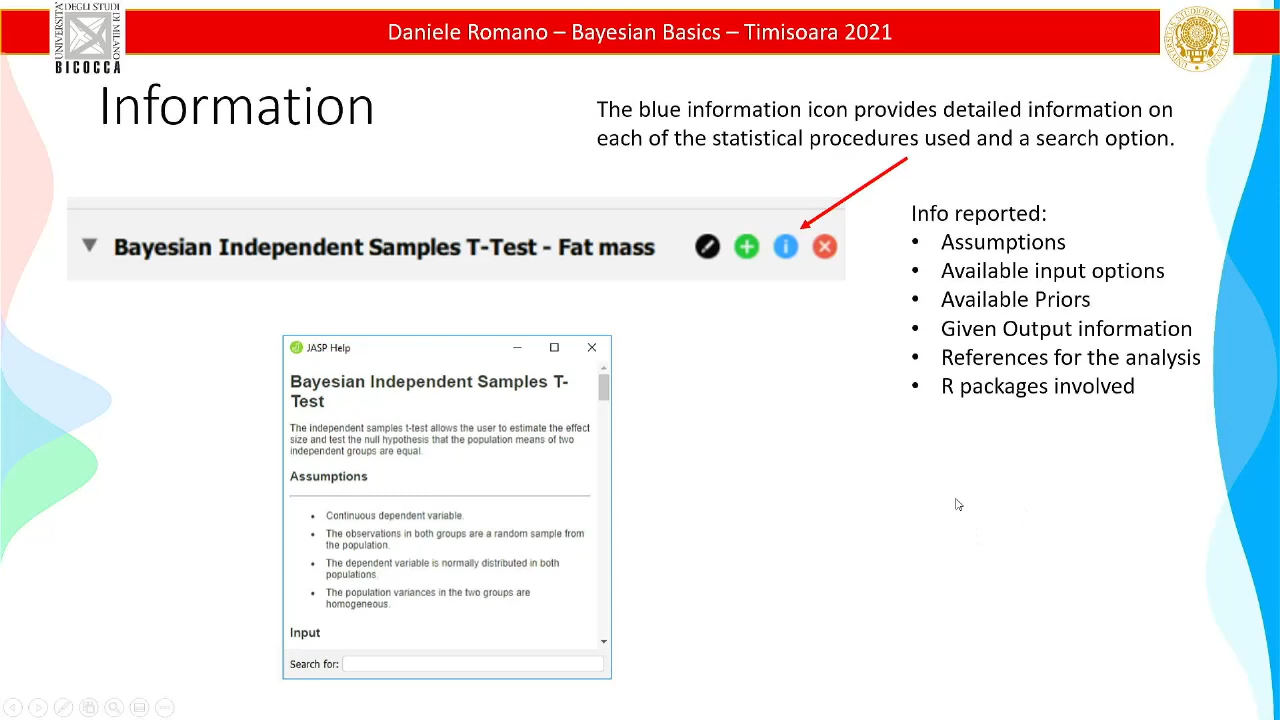 Daniele Romano – Bayesian Basics – Timisoara 2021
UNIVERSITÀ
DEGLI STUDI
DI MILANO
BICOCCA
Information
The blue information icon provides detailed information on
each of the statistical procedures used and a search option.
Bayesian Independent Samples T-Test - Fat mass
Info reported:
• Assumptions
• Available input options
• Available Priors
• Given Output information
• References for the analysis
• R packages involved
JASP Help
Bayesian Independent Samples T-
Test
The independent samples t-test allows the user to estimate the effect
size and test the null hypothesis that the population means of two
independent groups are equal.
Assumptions
• Continuous dependent variable.
• The observations in both groups are a random sample from
the population.
• The dependent variable is normally distributed in both
populations.
• The population variances in the two groups are
homogeneous.
Input
Search for: